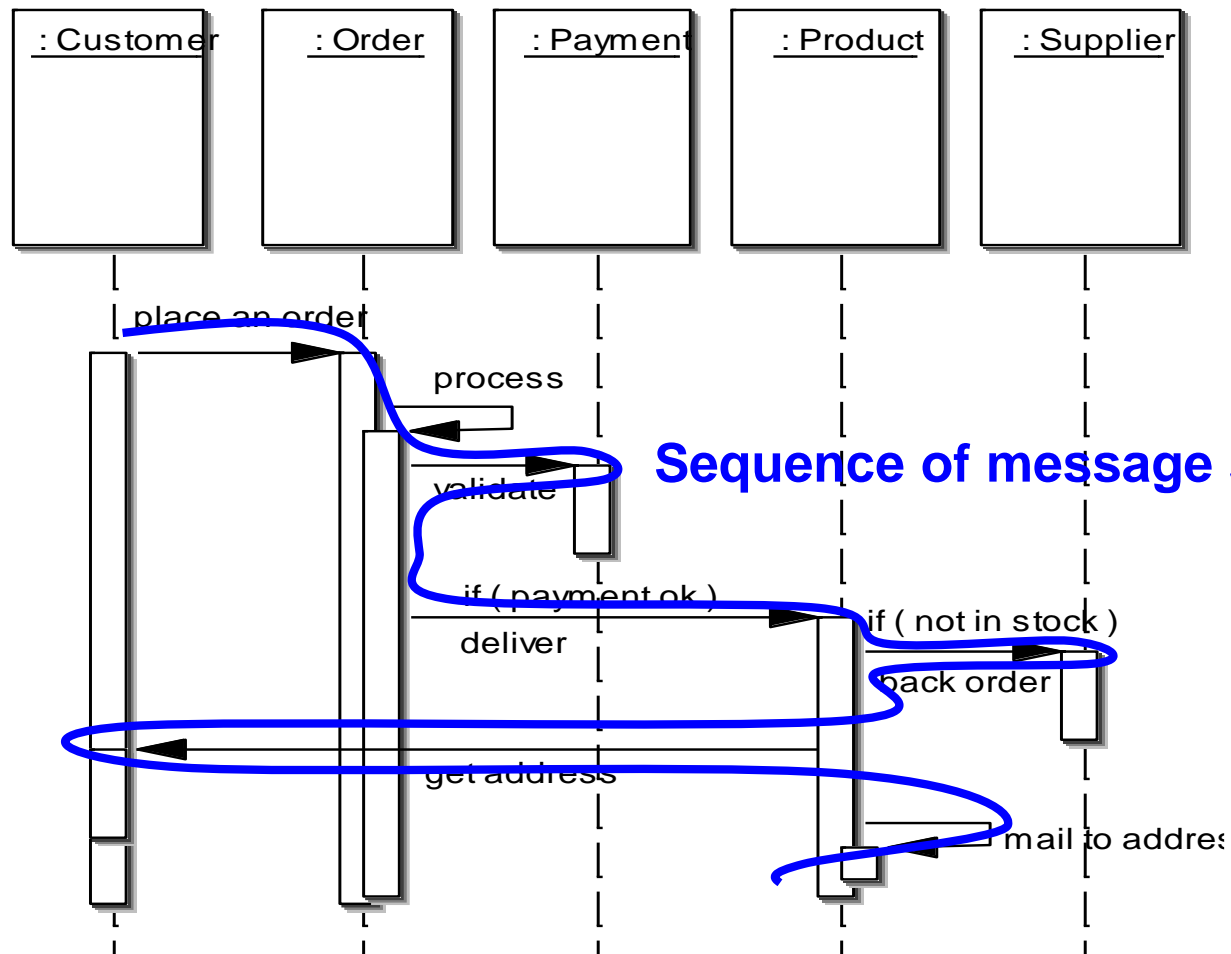 : Customer
: Order
: Payment
: Product
: Supplier
place an order
process
Sequence of message
validate
if ( payment ok )
deliver
if ( not in stock )
back order
get address
mail to addres